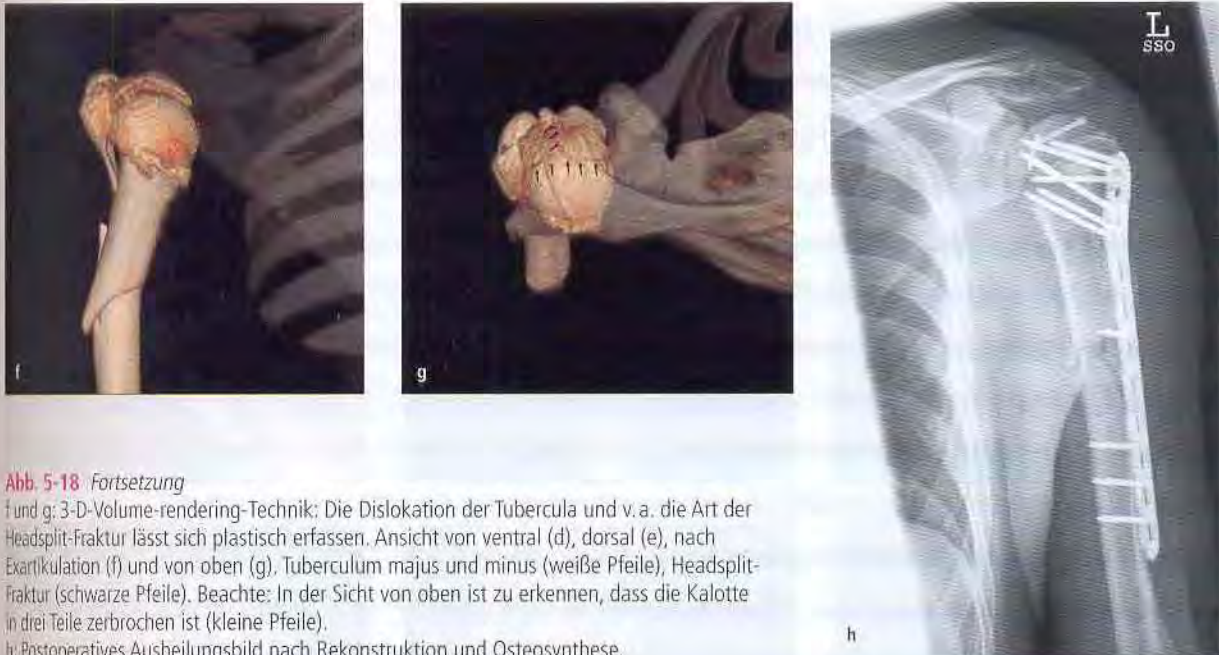 L
sso
f
g
h
Abb. 5-18 Fortsetzung
f und g: 3-D-Volume-rendering-Technik: Die Dislokation der Tubercula und v. a. die Art der
Headsplit-Fraktur lässt sich plastisch erfassen. Ansicht von ventral (d), dorsal (e), nach
Exartikulation (f) und von oben (g). Tuberculum majus und minus (weiße Pfeile), Headsplit-
Fraktur (schwarze Pfeile). Beachte: In der Sicht von oben ist zu erkennen, dass die Kalotte
in drei Teile zerbrochen ist (kleine Pfeile).
h: Postoperatives Ausheilungsbild nach Rekonstruktion und Osteosynthese.